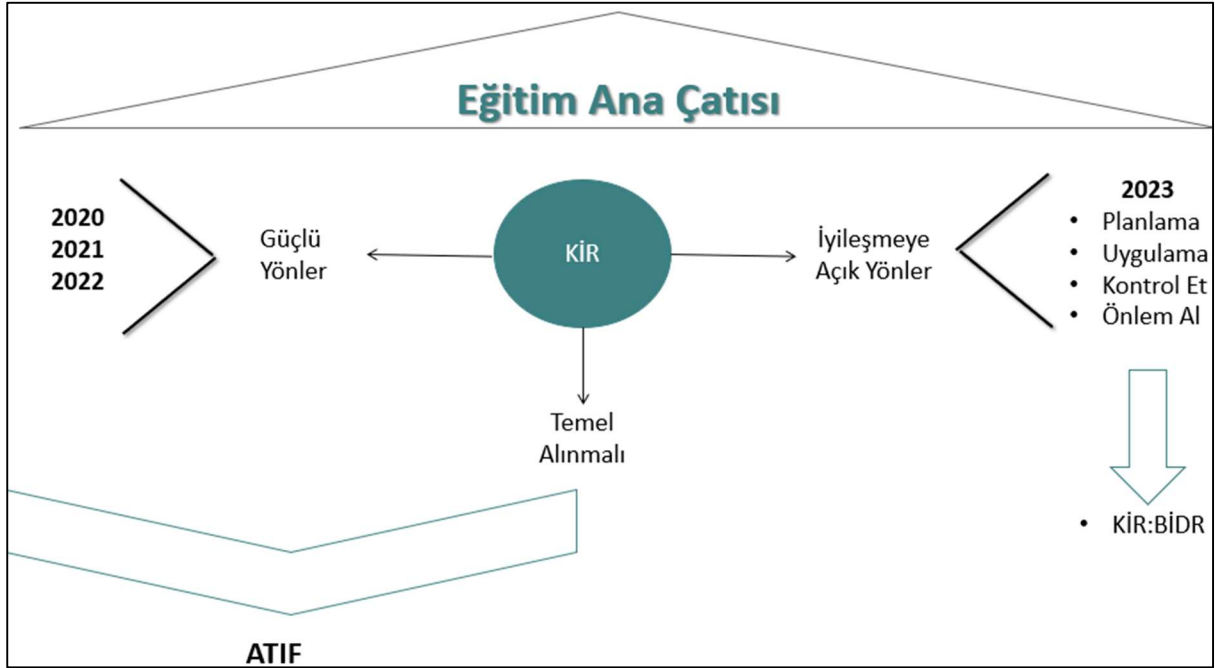 Eğitim Ana Çatısı
2020
2021
2022
Güçlü
Yönler
KİR
İyileşmeye
Açık Yönler
2023
• Planlama
• Uygulama
• Kontrol Et
• Önlem Al
Temel
Alınmalı
• KİR:BİDR
ATIF